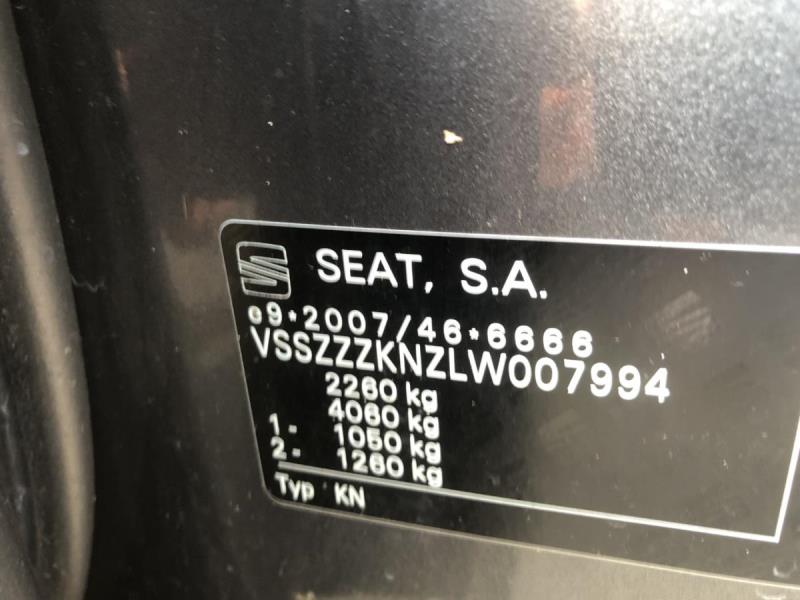 SEAT, S.A.
e9*2007/46*6666
VSSZZZKNZLW007994
2260 kg
4060 kg
1- 1050 kg
2- 1260 kg
Typ KN